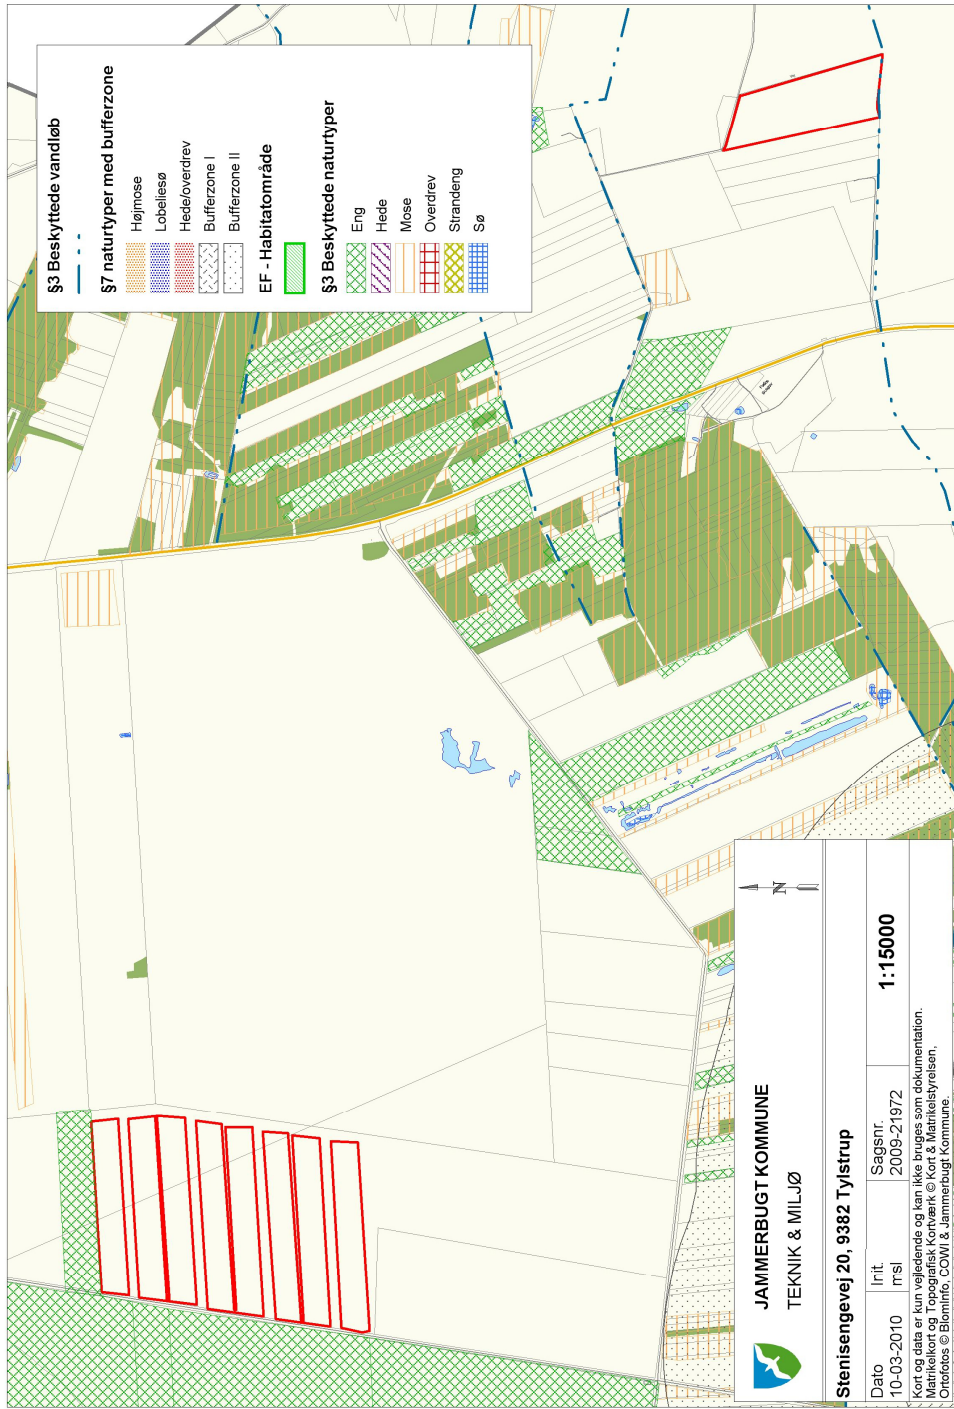 §3 Beskyttede vandløb
§7 naturtyper med bufferzone
Højmose
Lobeliesø
Hede/overdrev
Bufferzone I
Bufferzone II
EF - Habitatområde
§3 Beskyttede naturtyper
Eng
Hede
Mose
Overdrev
Strandeng
Sø
JAMMERBUGT KOMMUNE
TEKNIK & MILJØ
N
Stenisengevej 20, 9382 Tylstrup
Dato
10-03-2010
Init.
msl
Sagsnr.
2009-21972
1:15000
Kort og data er kun vejledende og kan ikke bruges som dokumentation.
Matrikelkort og Topografisk Kortværk © Kort & Matrikelstyrelsen,
Ortofotos © BlomInfo, COWI & Jammerbugt Kommune.